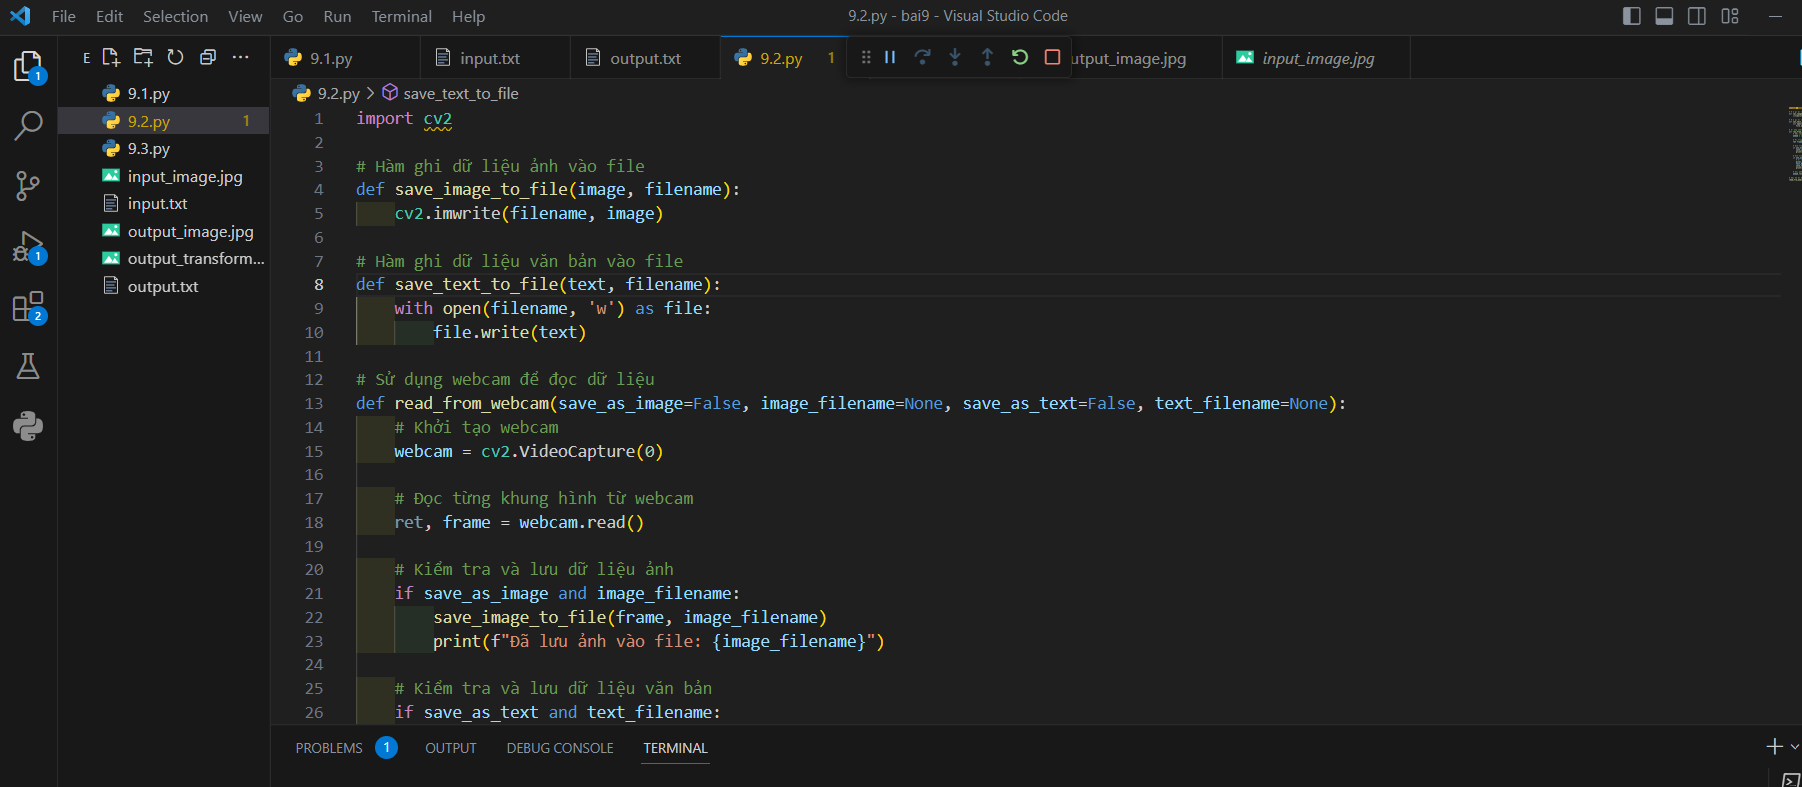 File Edit Selection View Go Run Terminal Help
9.2.py - bai9 - Visual Studio Code
E
9.1.py
9.2.py 1
9.3.py
input_image.jpg
input.txt
output_image.jpg
output_transform...
output.txt
1
1
2
9.1.py
input.txt
output.txt
9.2.py 1
utput_image.jpg
input_image.jpg
9.2.py > save_text_to_file
1 import cv2
2
3 # Hàm ghi dữ liệu ảnh vào file
4 def save_image_to_file(image, filename):
5 cv2.imwrite(filename, image)
6
7 # Hàm ghi dữ liệu văn bản vào file
8 def save_text_to_file(text, filename):
9 with open(filename, 'w') as file:
10 file.write(text)
11
12 # Sử dụng webcam để đọc dữ liệu
13 def read_from_webcam(save_as_image=False, image_filename=None, save_as_text=False, text_filename=None):
14 # Khởi tạo webcam
15 webcam = cv2.VideoCapture(0)
16
17 # Đọc từng khung hình từ webcam
18 ret, frame = webcam.read()
19
20 # Kiểm tra và lưu dữ liệu ảnh
21 if save_as_image and image_filename:
22 save_image_to_file(frame, image_filename)
23 print(f"Đã lưu ảnh vào file: {image_filename}")
24
25 # Kiểm tra và lưu dữ liệu văn bản
26 if save_as_text and text_filename:
PROBLEMS 1 OUTPUT DEBUG CONSOLE TERMINAL